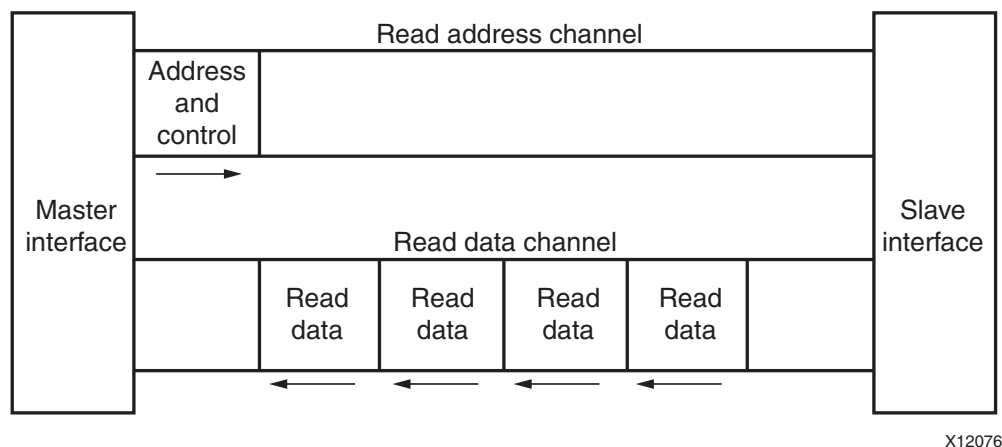 Read address channel
Address
and
control
Master
interface
Slave
interface
Read data channel
Read
data
Read
data
Read
data
Read
data
X12076